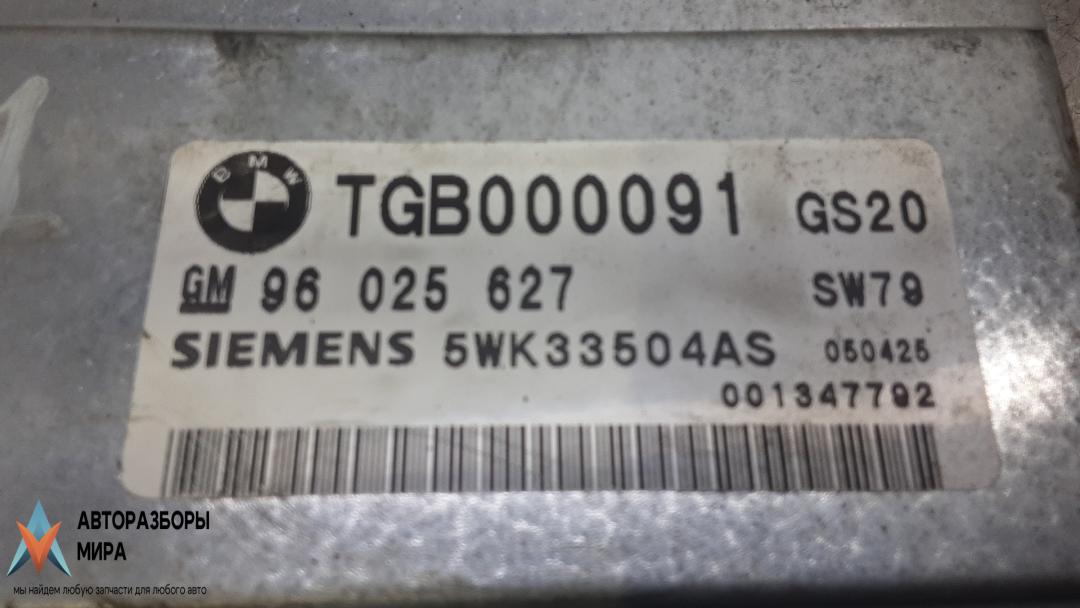 BMW TGB000091 GS20
GM 96 025 627 SW79
SIEMENS 5WK33504AS 050425
001347792
АВТОРАЗБОРЫ
МИРА
мы найдем любую запчасти для любого авто